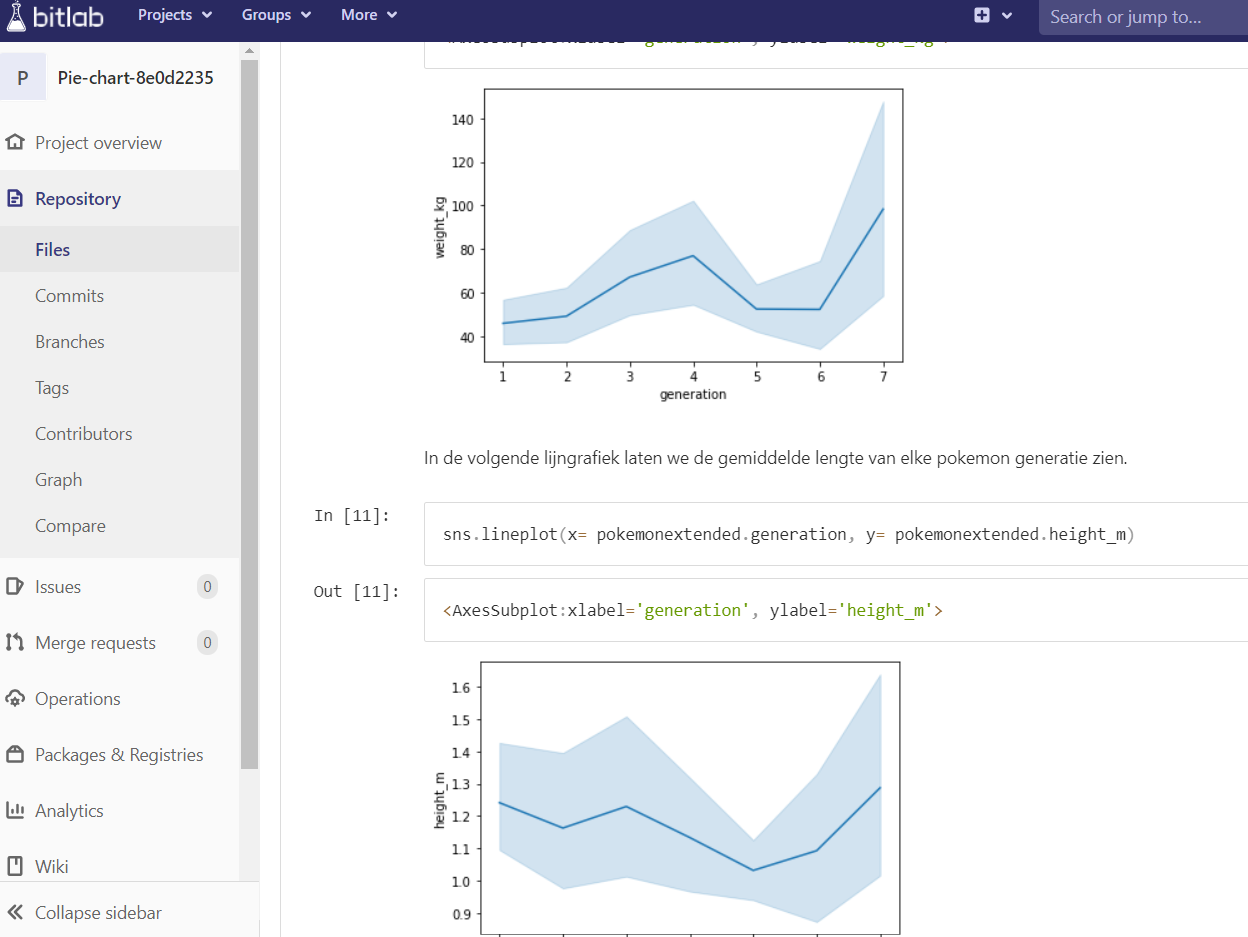 bitlab Projects Groups More Search or jump to...
P Pie-chart-8e0d2235
Project overview
Repository
Files
Commits
Branches
Tags
Contributors
Graph
Compare
Issues 0
Merge requests 0
Operations
Packages & Registries
Analytics
Wiki
Collapse sidebar
140
120
100
80
60
40
weight_kg
1 2 3 4 5 6 7
generation
In de volgende lijngrafiek laten we de gemiddelde lengte van elke pokemon generatie zien.
In [11]:
sns.lineplot(x= pokemonextended.generation, y= pokemonextended.height_m)
Out [11]:
<AxesSubplot:xlabel='generation', ylabel='height_m'>
1.6
1.5
1.4
1.3
1.2
1.1
1.0
0.9
height_m